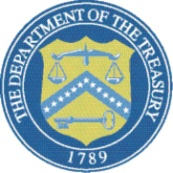 THE DEPARTMENT OF THE TREASURY
1789